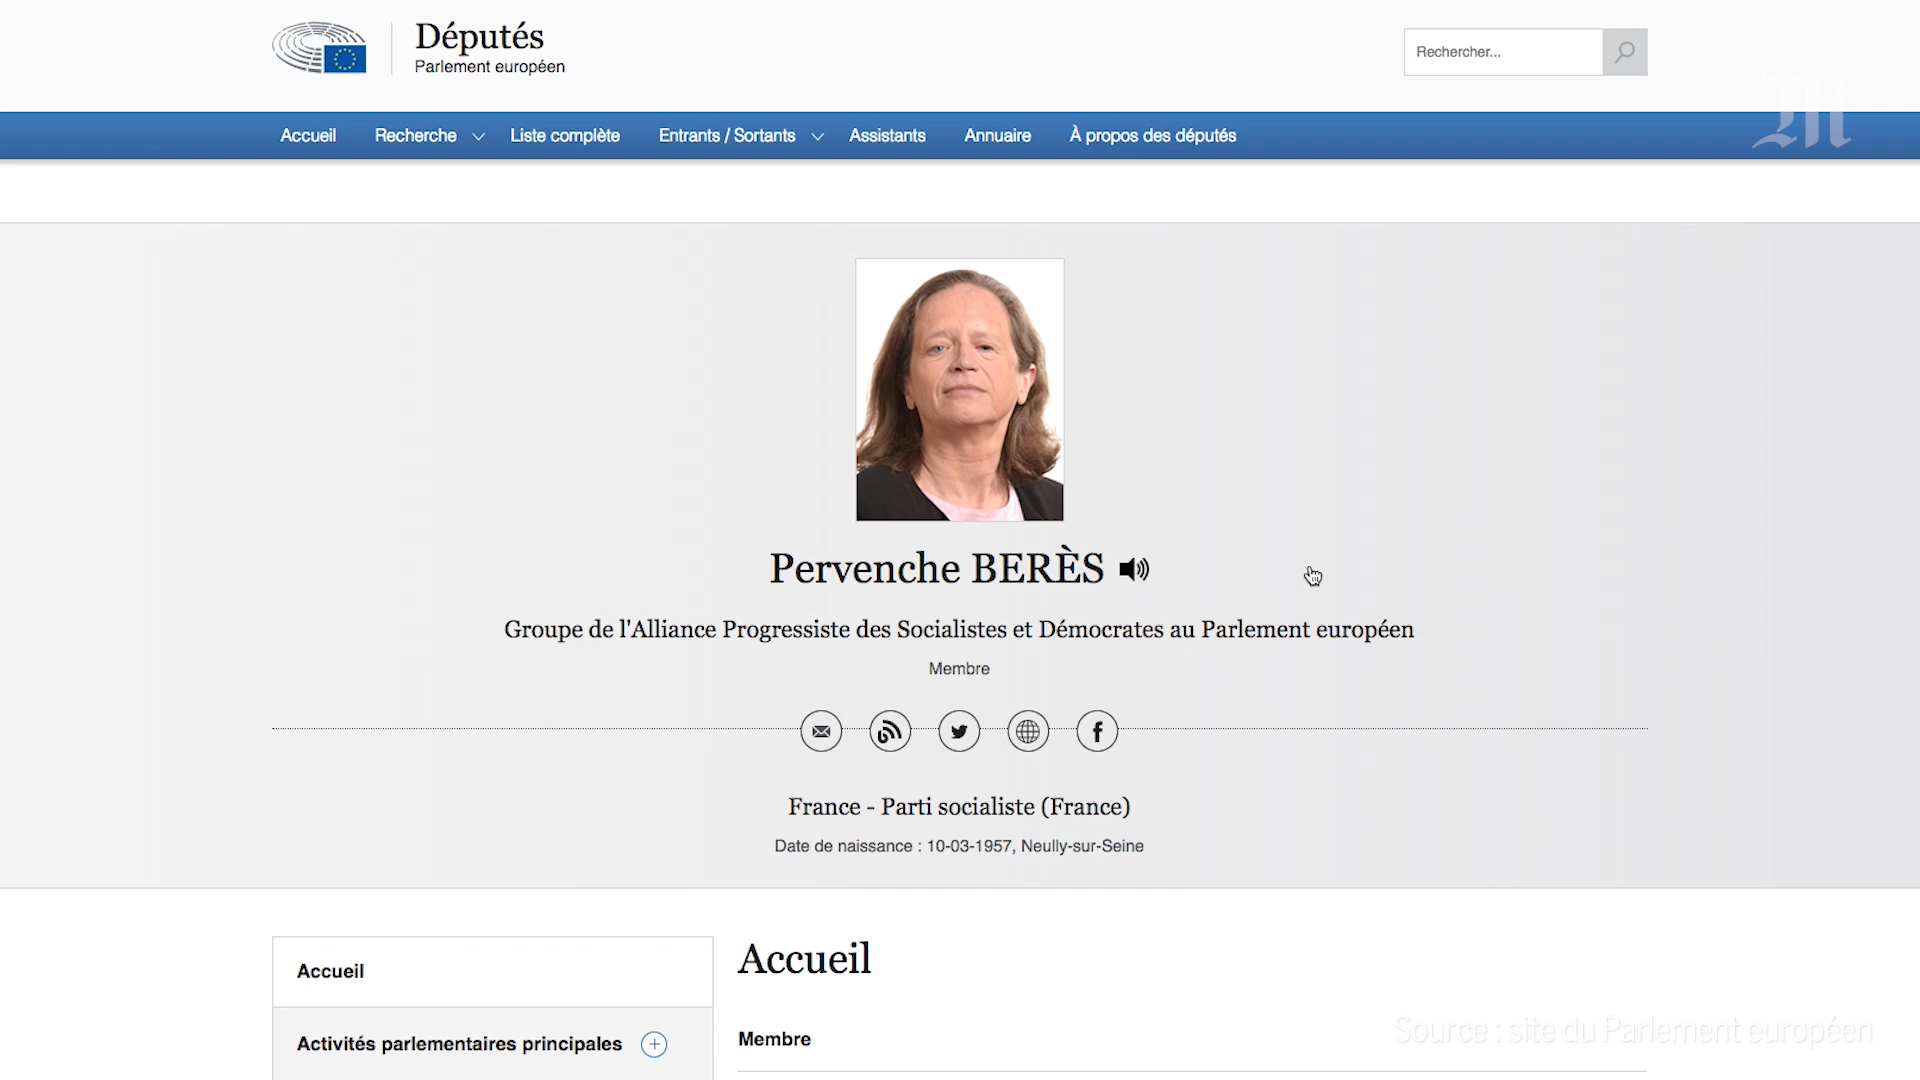 Députés
Parlement européen
Rechercher...
M
Accueil Recherche Liste complète Entrants / Sortants Assistants Annuaire À propos des députés
Pervenche BERÈS
Groupe de l'Alliance Progressiste des Socialistes et Démocrates au Parlement européen
Membre
France - Parti socialiste (France)
Date de naissance : 10-03-1957, Neully-sur-Seine
Accueil
Activités parlementaires principales
Accueil
Membre
Source : site du Parlement européen